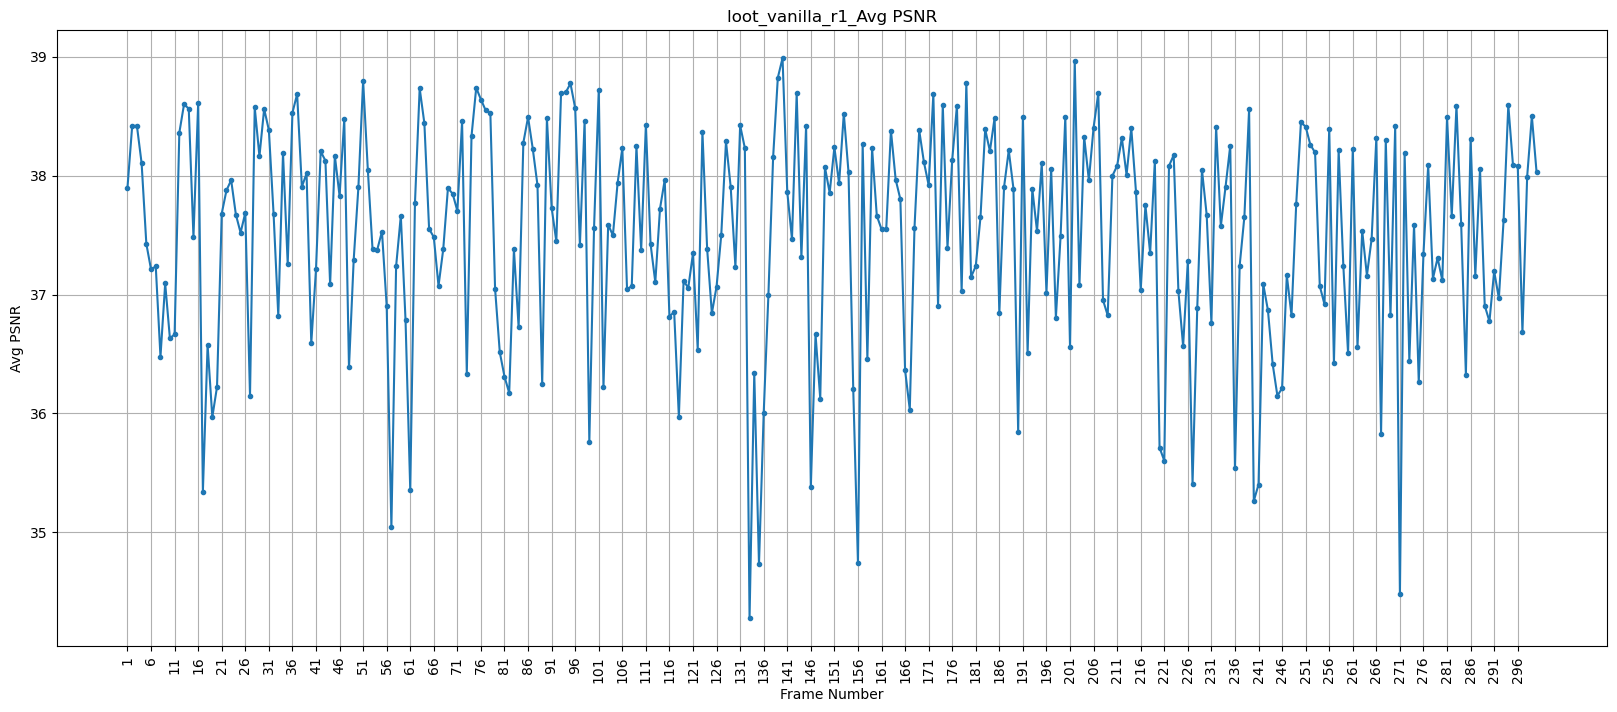 loot_vanilla_r1_Avg PSNR
39
38
37
36
35
Avg PSNR
1 6 11 16 21 26 31 36 41 46 51 56 61 66 71 76 81 86 91 96 101 106 111 116 121 126 131 136 141 146 151 156 161 166 171 176 181 186 191 196 201 206 211 216 221 226 231 236 241 246 251 256 261 266 271 276 281 286 291 296
Frame Number